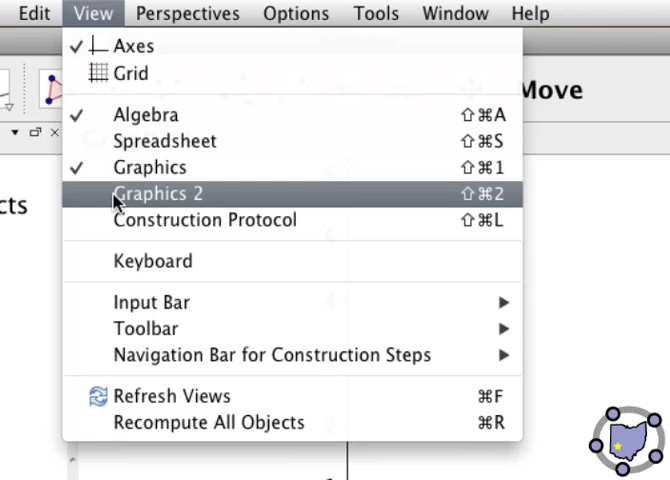 Edit View Perspectives Options Tools Window Help
Axes
Grid
Move
Algebra ⇧⌘A
Spreadsheet ⇧⌘S
Graphics ⇧⌘1
Graphics 2 ⇧⌘2
cts
Construction Protocol ⇧⌘L
Keyboard
Input Bar
Toolbar
Navigation Bar for Construction Steps
Refresh Views ⌘F
Recompute All Objects ⌘R